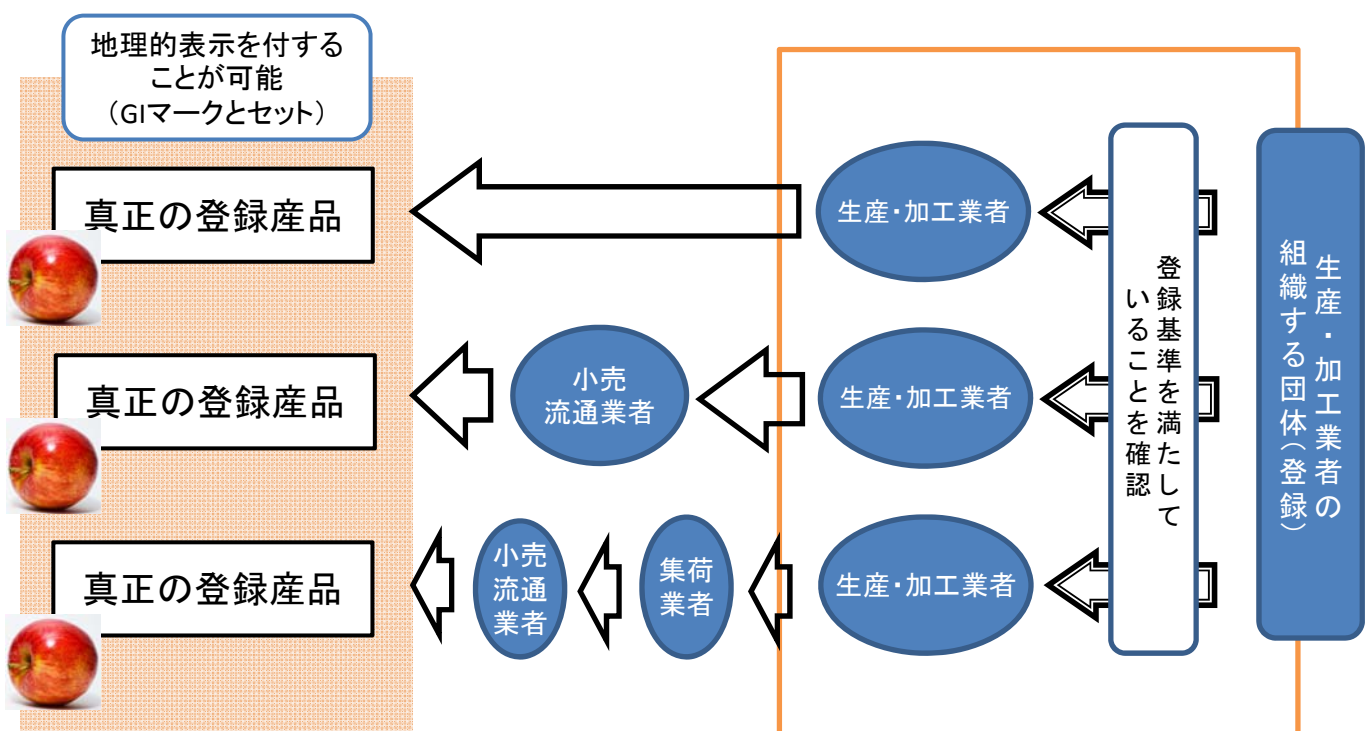 地理的表示を付する
ことが可能
（GIマークとセット）
真正の登録産品
生産・加工業者
真正の登録産品
小売
流通業者
生産・加工業者
真正の登録産品
小売
流通
業者
集荷
業者
生産・加工業者
登録基準を満たして
いることを確認
生産・加工業者の
組織する団体（登録）